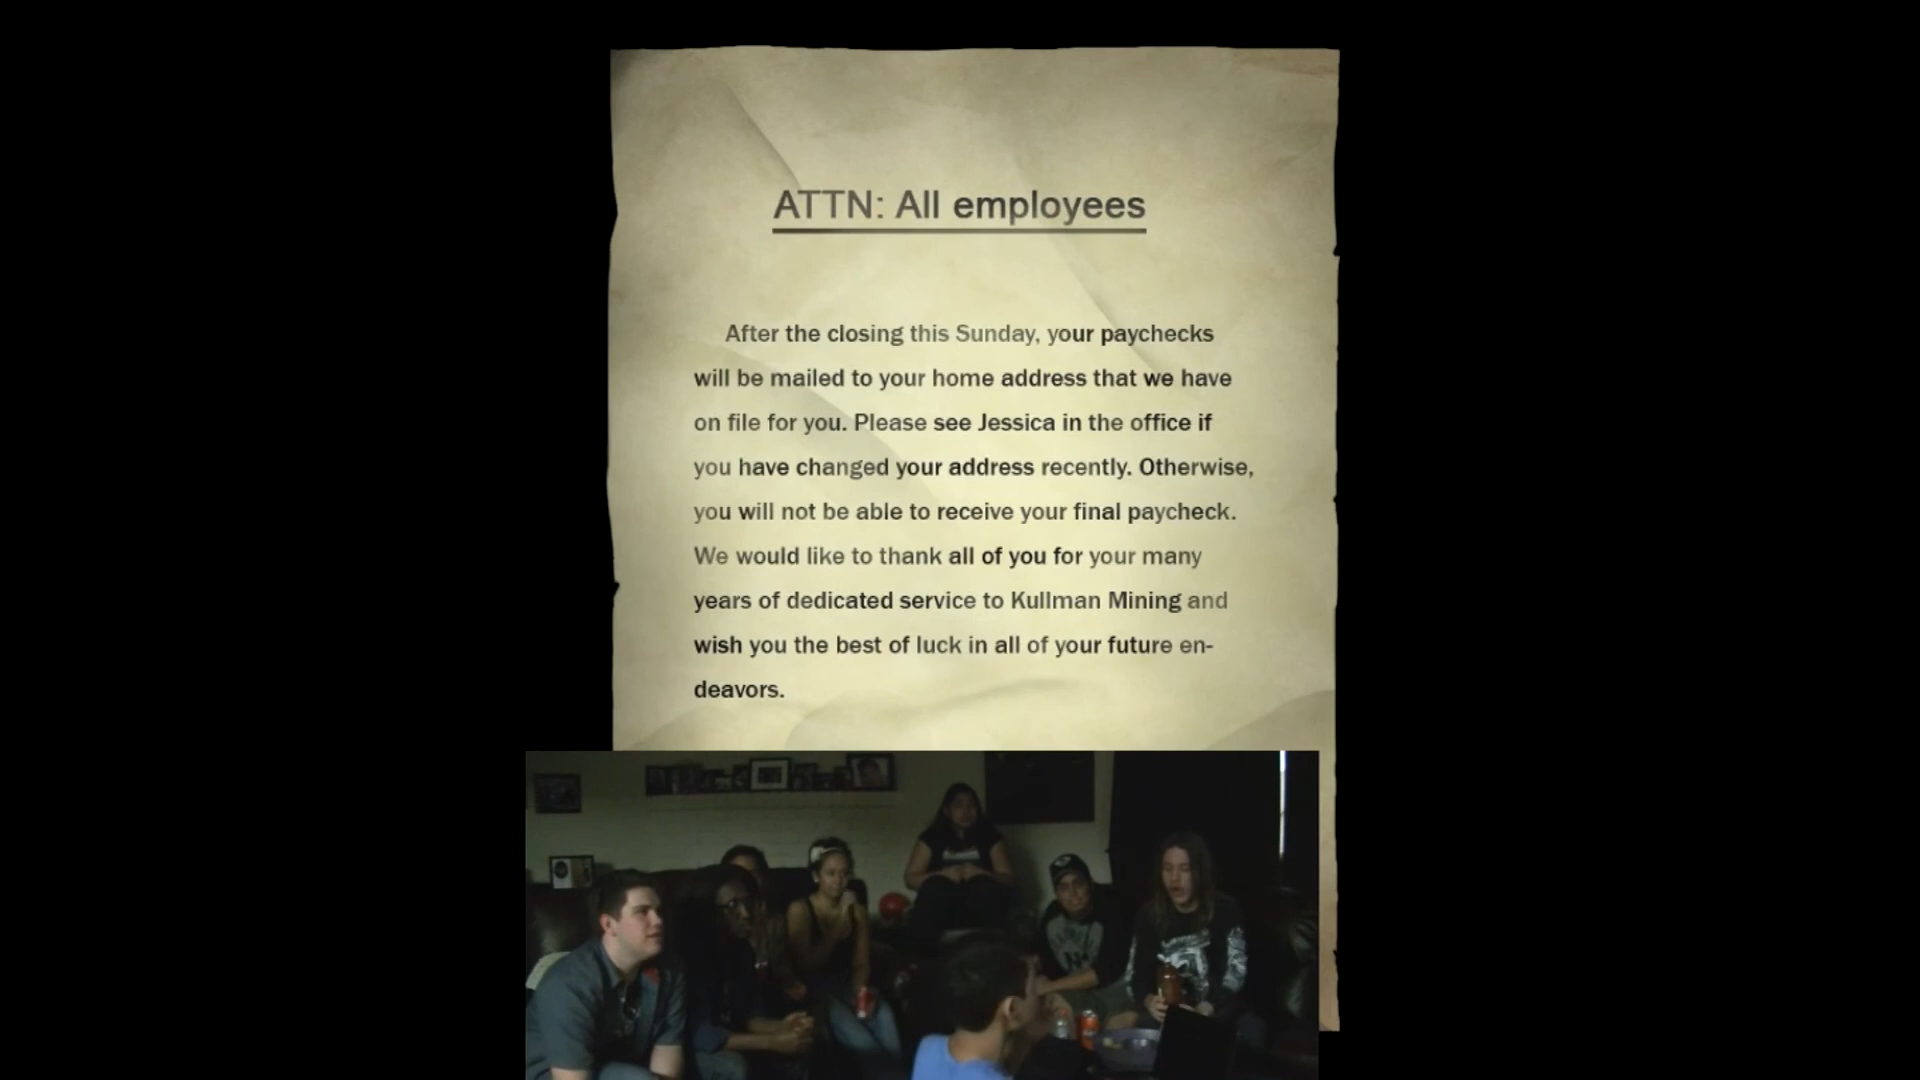 ATTN: All employees
After the closing this Sunday, your paychecks
will be mailed to your home address that we have
on file for you. Please see Jessica in the office if
you have changed your address recently. Otherwise,
you will not be able to receive your final paycheck.
We would like to thank all of you for your many
years of dedicated service to Kullman Mining and
wish you the best of luck in all of your future en-
deavors.